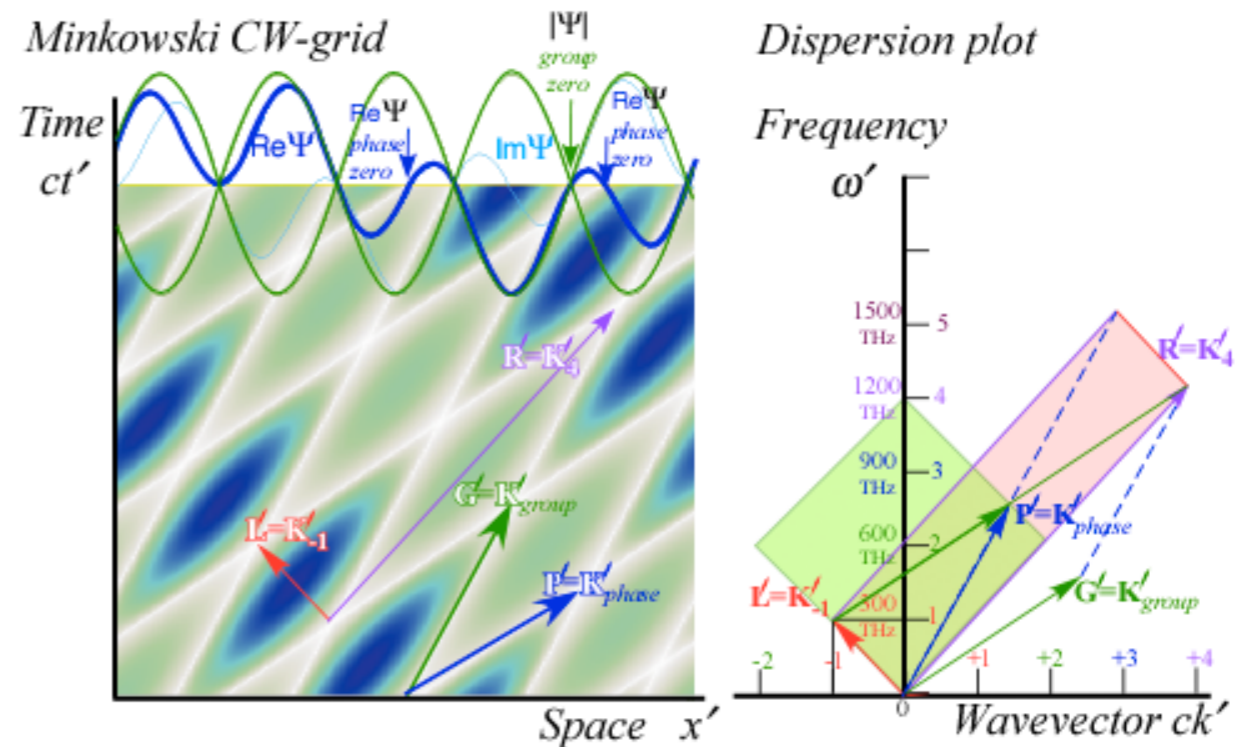 Minkowski CW-grid
|Ψ|
group
zero
Time
ct′
ReΨ
ReΨ
phase
zero
ImΨ
ReΨ
phase
zero
R′=K′4
G′=K′group
L′=K′-1
P′=K′phase
Space x′
Dispersion plot
Frequency
ω′
1500
THz
5
R′=K′4
1200
THz
4
900
THz
3
P′=K′phase
600
THz
2
L′=K′-1
300
THz
1
G′=K′group
-2 -1 +1 +2 +3 +4
0
Wavevector ck′